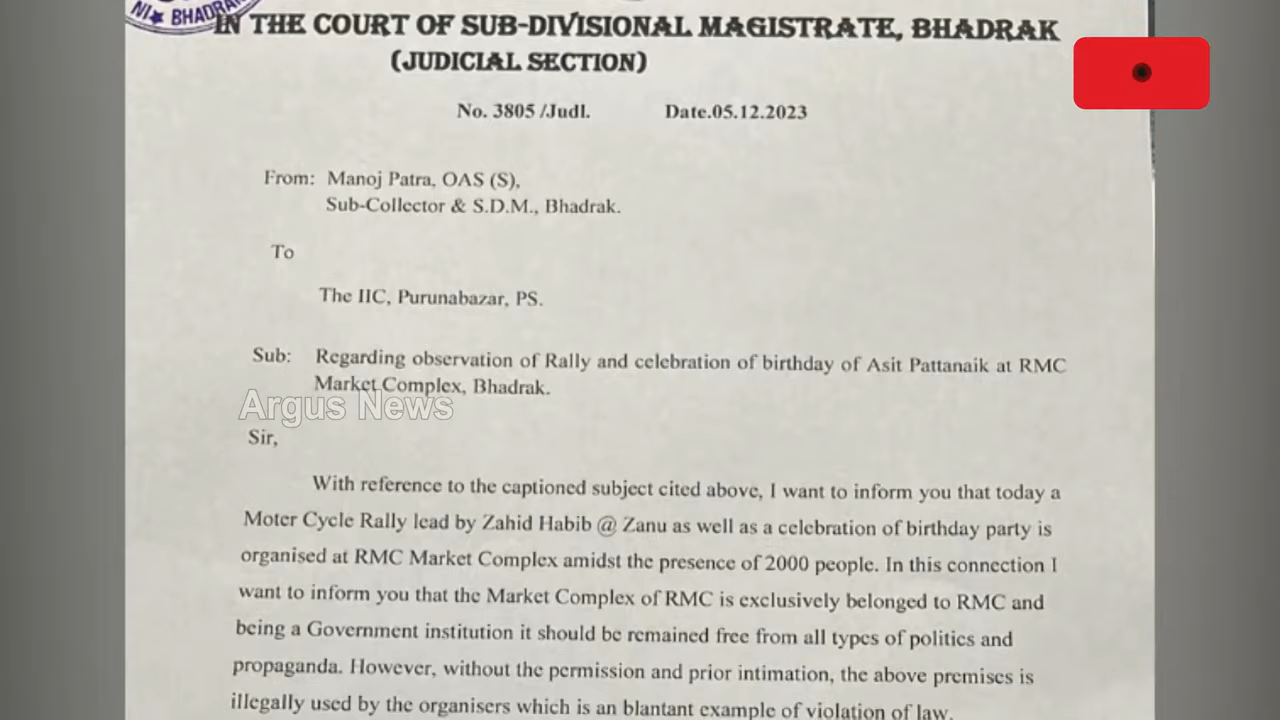 NI★ BHADRAK
IN THE COURT OF SUB-DIVISIONAL MAGISTRATE, BHADRAK
(JUDICIAL SECTION)
No. 3805 /Judl. Date.05.12.2023
From: Manoj Patra, OAS (S),
Sub-Collector & S.D.M., Bhadrak.
To
The IIC, Purunabazar, PS.
Sub: Regarding observation of Rally and celebration of birthday of Asit Pattanaik at RMC
Market Complex, Bhadrak.
Argus News
Sir,
With reference to the captioned subject cited above, I want to inform you that today a
Moter Cycle Rally lead by Zahid Habib @ Zanu as well as a celebration of birthday party is
organised at RMC Market Complex amidst the presence of 2000 people. In this connection I
want to inform you that the Market Complex of RMC is exclusively belonged to RMC and
being a Government institution it should be remained free from all types of politics and
propaganda. However, without the permission and prior intimation, the above premises is
illegally used by the organisers which is an blantant example of violation of law.